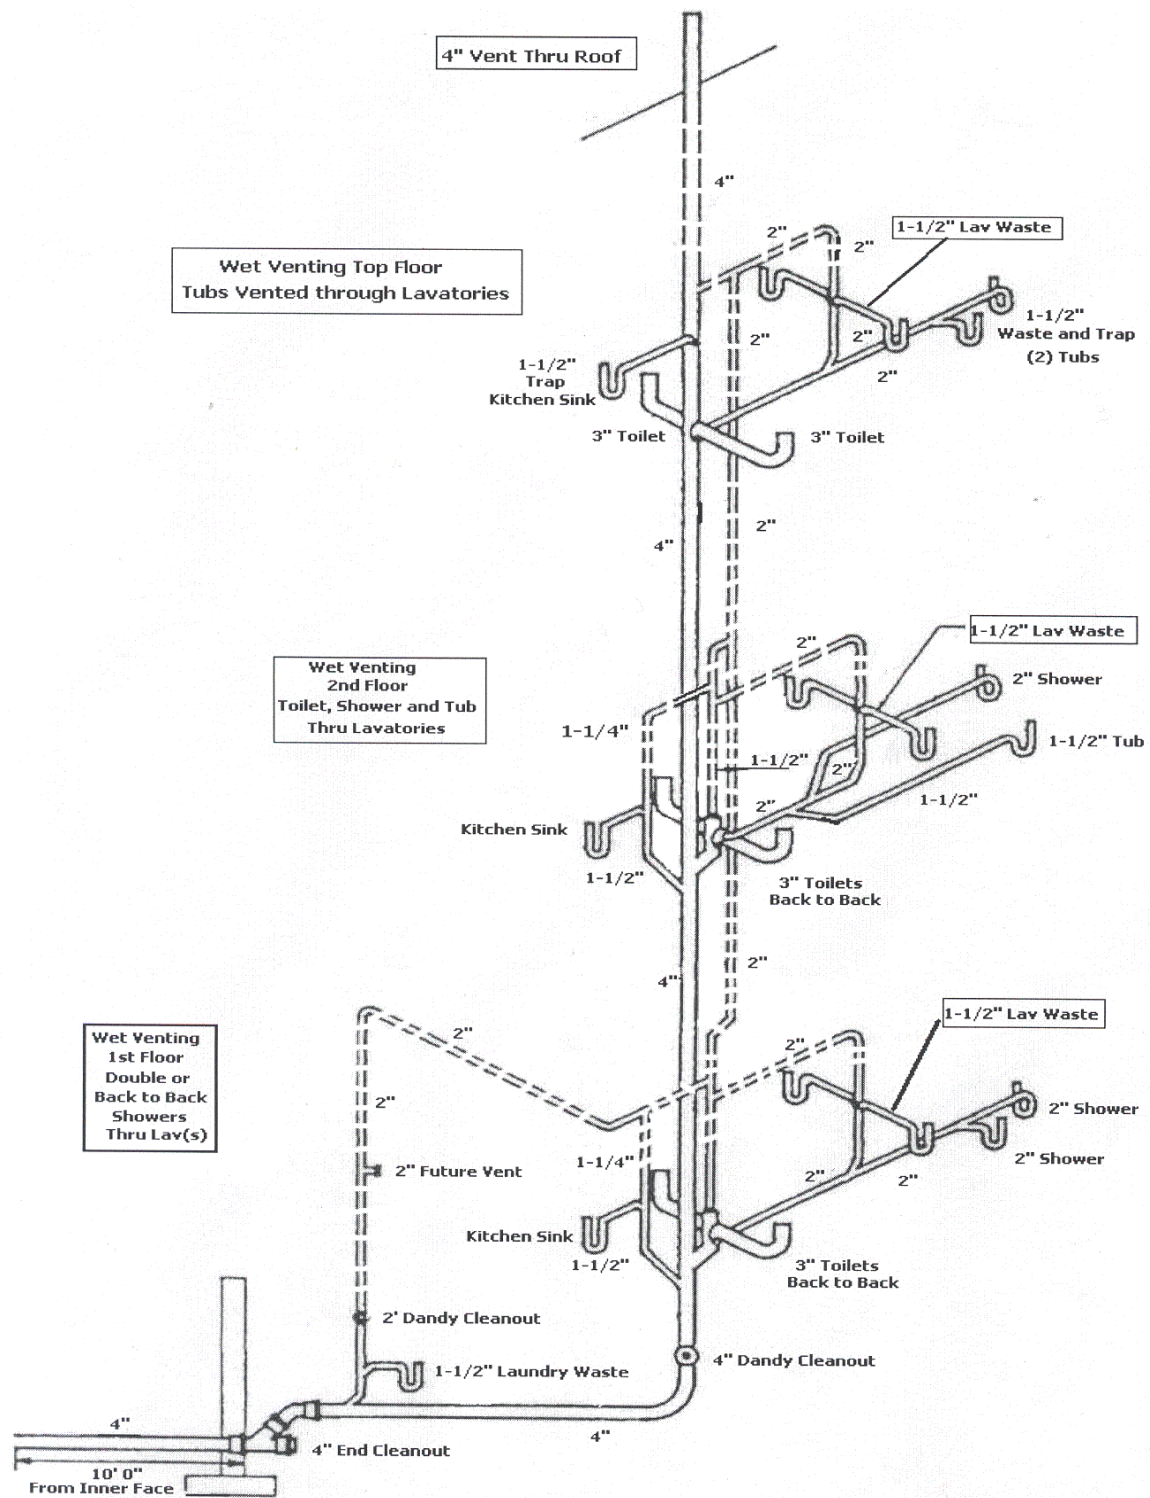 4" Vent Thru Roof
4"
2"
2"
1-1/2" Lav Waste
Wet Venting Top Floor
Tubs Vented through Lavatories
2"
2"
1-1/2"
Waste and Trap
(2) Tubs
1-1/2"
Trap
Kitchen Sink
2"
3" Toilet
3" Toilet
2"
4"
1-1/2" Lav Waste
2"
Wet Venting
2nd Floor
Toilet, Shower and Tub
Thru Lavatories
2" Shower
1-1/4"
1-1/2" Tub
1-1/2"
2"
1-1/2"
2"
Kitchen Sink
1-1/2"
3" Toilets
Back to Back
2"
4"
1-1/2" Lav Waste
2"
2"
Wet Venting
1st Floor
Double or
Back to Back
Showers
Thru Lav(s)
2"
2" Shower
2" Shower
1-1/4"
2" Future Vent
2"
2"
Kitchen Sink
1-1/2"
3" Toilets
Back to Back
2' Dandy Cleanout
4" Dandy Cleanout
1-1/2" Laundry Waste
4"
4"
4" End Cleanout
10' 0"
From Inner Face